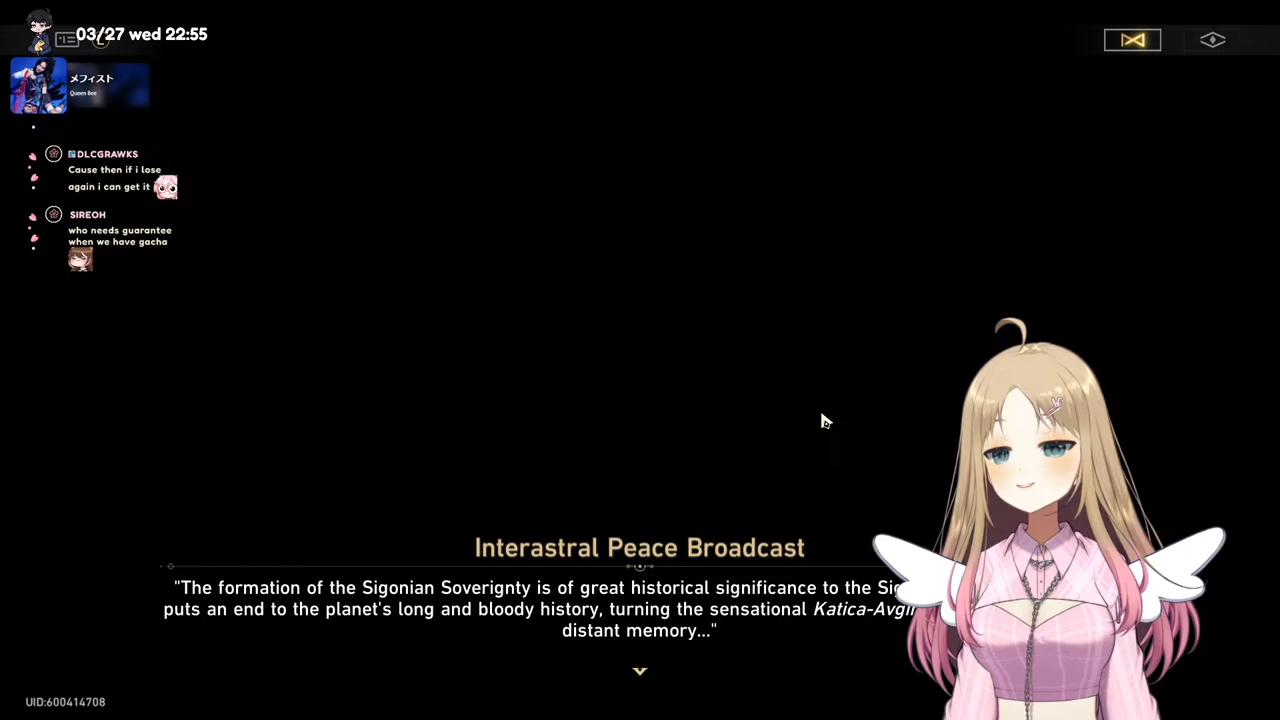 03/27 wed 22:55
メフィスト
Queen Bee
DLCGRAWKS
Cause then if i lose
again i can get it
SIREOH
who needs guarantee
when we have gacha
Interastral Peace Broadcast
"The formation of the Sigonian Soverignty is of great historical significance to the
puts an end to the planet's long and bloody history, turning the sensational
distant memory..."
UID:600414708